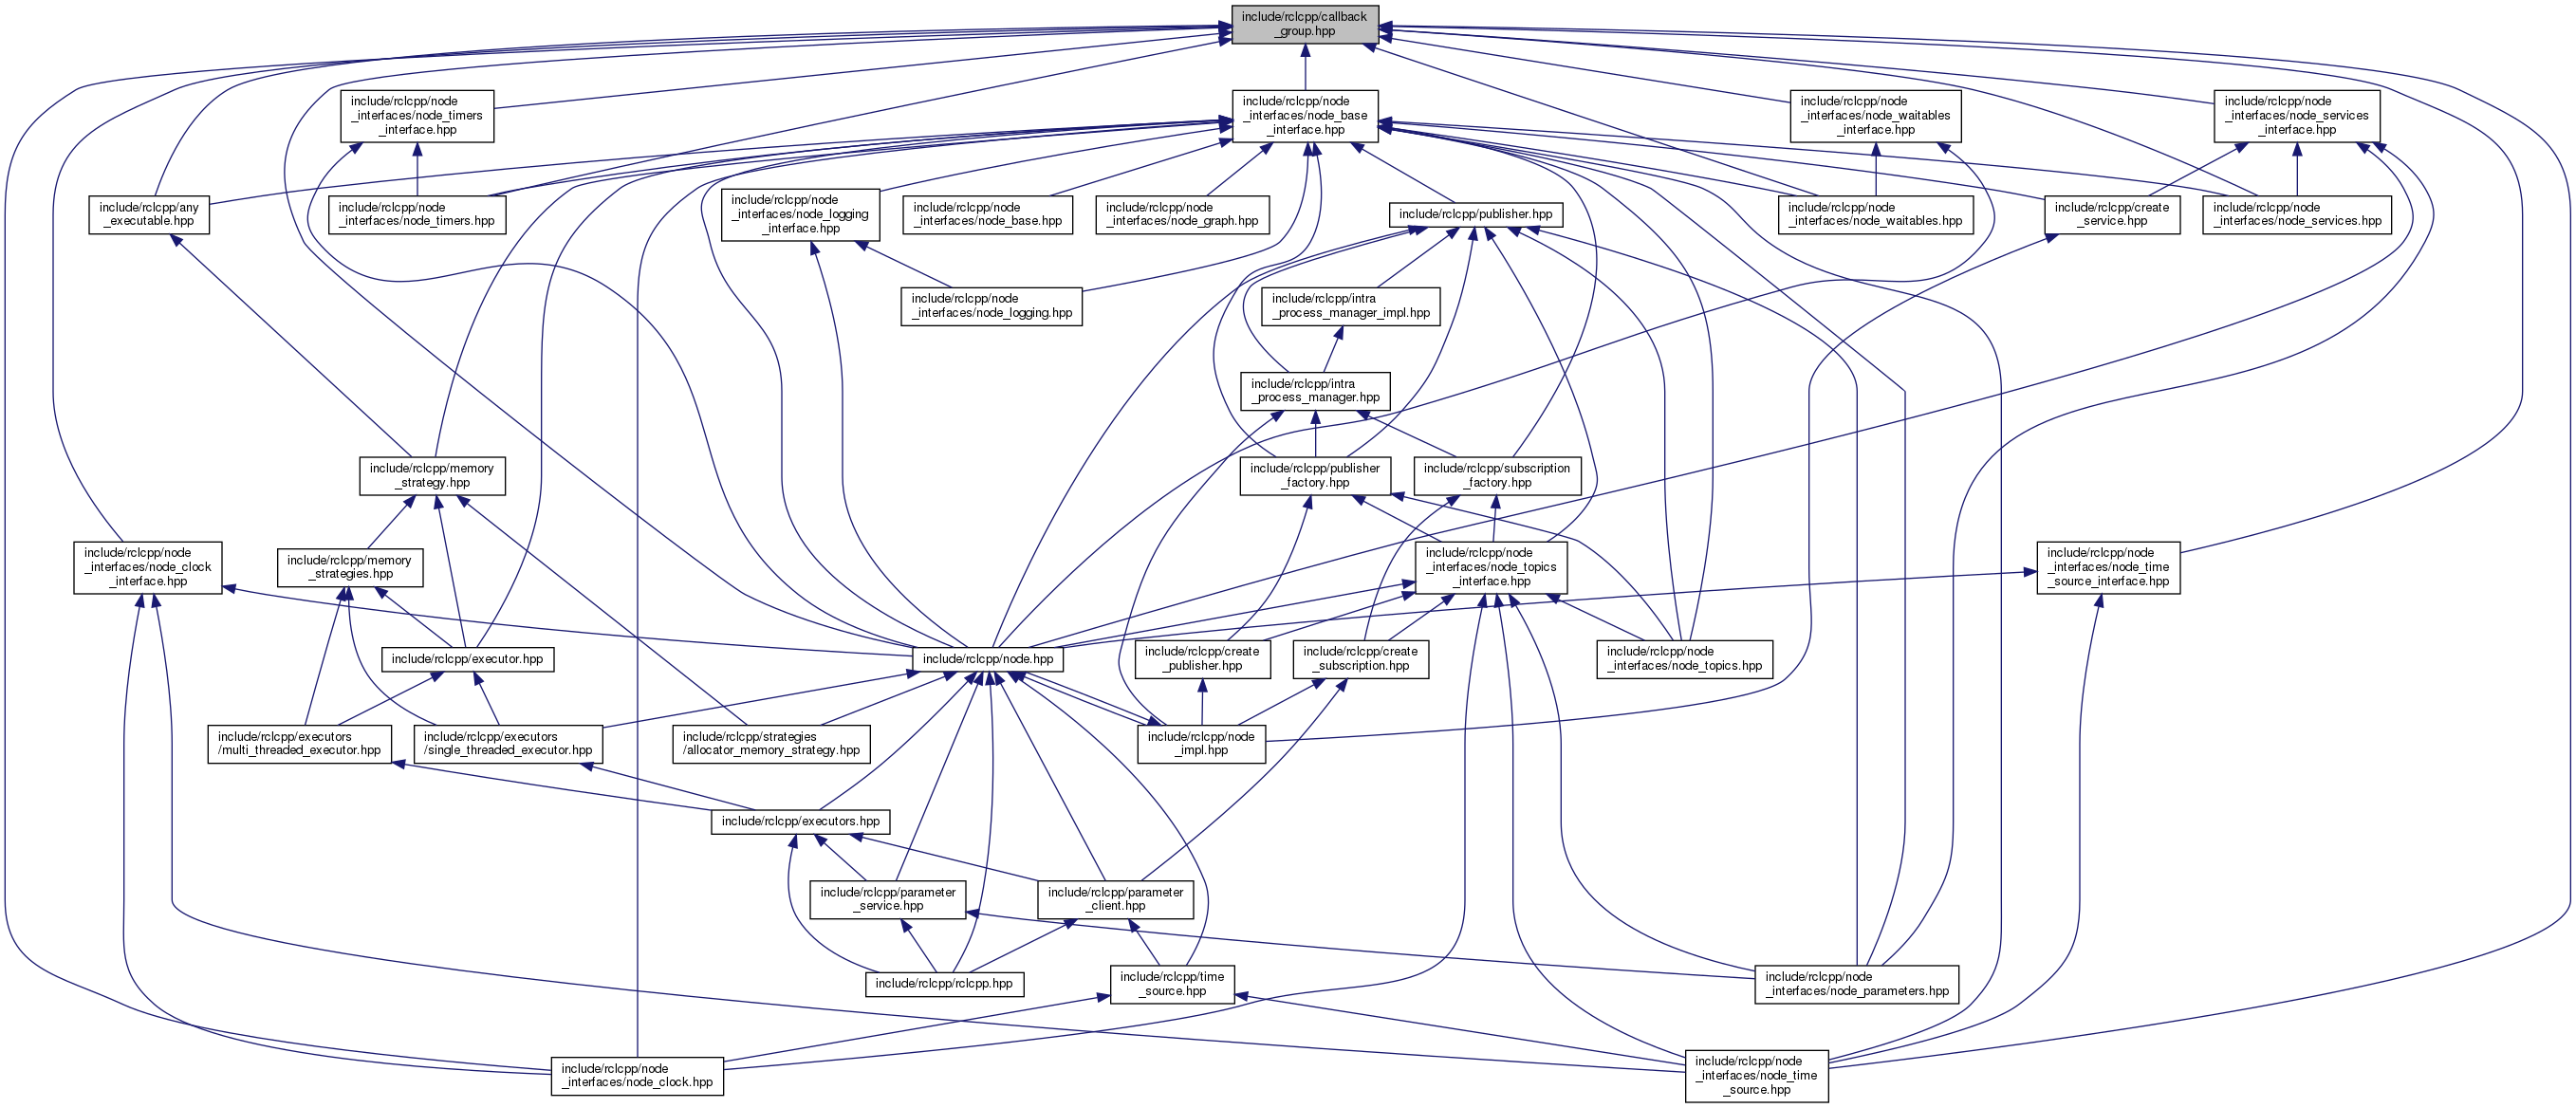 include/rclcpp/callback
_group.hpp
include/rclcpp/node
_interfaces/node_timers
_interface.hpp
include/rclcpp/node
_interfaces/node_base
_interface.hpp
include/rclcpp/node
_interfaces/node_waitables
_interface.hpp
include/rclcpp/node
_interfaces/node_services
_interface.hpp
include/rclcpp/any
_executable.hpp
include/rclcpp/node
_interfaces/node_timers.hpp
include/rclcpp/node
_interfaces/node_logging
_interface.hpp
include/rclcpp/node
_interfaces/node_base.hpp
include/rclcpp/node
_interfaces/node_graph.hpp
include/rclcpp/publisher.hpp
include/rclcpp/node
_interfaces/node_waitables.hpp
include/rclcpp/create
_service.hpp
include/rclcpp/node
_interfaces/node_services.hpp
include/rclcpp/node
_interfaces/node_logging.hpp
include/rclcpp/intra
_process_manager_impl.hpp
include/rclcpp/intra
_process_manager.hpp
include/rclcpp/memory
_strategy.hpp
include/rclcpp/publisher
_factory.hpp
include/rclcpp/subscription
_factory.hpp
include/rclcpp/node
_interfaces/node_clock
_interface.hpp
include/rclcpp/memory
_strategies.hpp
include/rclcpp/node
_interfaces/node_topics
_interface.hpp
include/rclcpp/node
_interfaces/node_time
_source_interface.hpp
include/rclcpp/executor.hpp
include/rclcpp/node.hpp
include/rclcpp/create
_publisher.hpp
include/rclcpp/create
_subscription.hpp
include/rclcpp/node
_interfaces/node_topics.hpp
include/rclcpp/executors
/multi_threaded_executor.hpp
include/rclcpp/executors
/single_threaded_executor.hpp
include/rclcpp/strategies
/allocator_memory_strategy.hpp
include/rclcpp/node
_impl.hpp
include/rclcpp/executors.hpp
include/rclcpp/parameter
_service.hpp
include/rclcpp/parameter
_client.hpp
include/rclcpp/rclcpp.hpp
include/rclcpp/time
_source.hpp
include/rclcpp/node
_interfaces/node_parameters.hpp
include/rclcpp/node
_interfaces/node_clock.hpp
include/rclcpp/node
_interfaces/node_time
_source.hpp